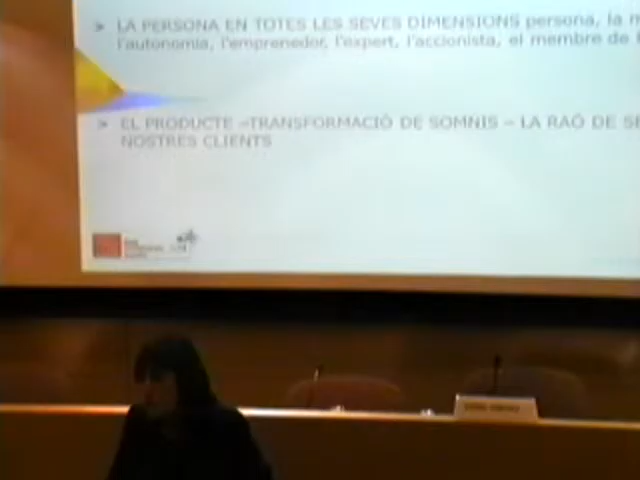 > LA PERSONA EN TOTES LES SEVES DIMENSIONS persona, la
l'autonomia, l'emprenedor, l'expert, l'accionista, el membre de
> EL PRODUCTE –TRANSFORMACIÓ DE SOMNIS – LA RAÓ DE
NOSTRES CLIENTS